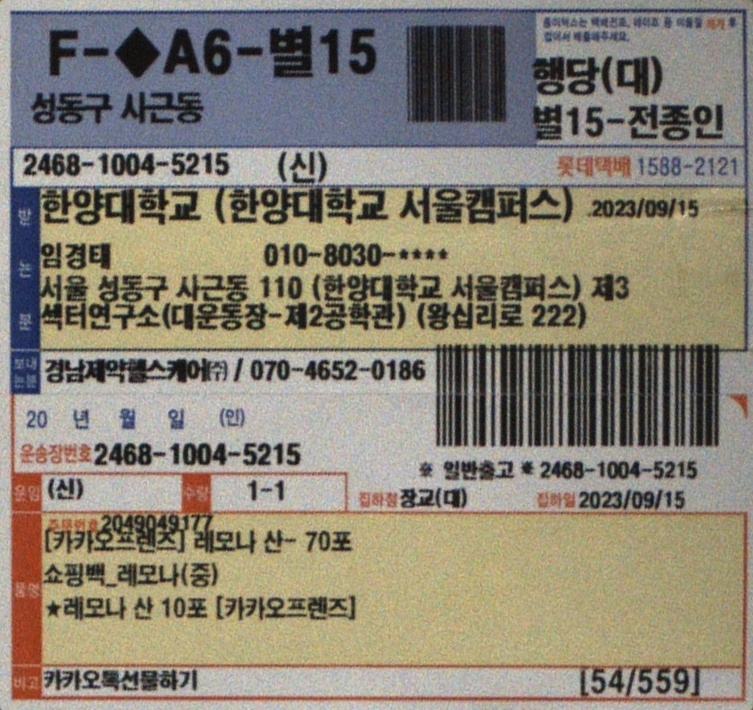 F-◆A6-별15
성동구 사근동
종이박스는 택배전표, 테이프 등 이물질 제거 후
접어서 배출해주세요.
행당(대)
별15-전종인
2468-1004-5215 (신)
롯데택배 1588-2121
받는분
한양대학교 (한양대학교 서울캠퍼스) 2023/09/15
임경태 010-8030-****
서울 성동구 사근동 110 (한양대학교 서울캠퍼스) 제3
섹터연구소(대운동장-제2공학관) (왕십리로 222)
보내는분
경남제약헬스케어㈜ / 070-4652-0186
20 년 월 일 (인)
운송장번호 2468-1004-5215
※ 일반출고 ※ 2468-1004-5215
운임 (신) 수량 1-1
집하점 장교(대) 집하일 2023/09/15
주문번호 2049049177
품명
[카카오프렌즈] 레모나 산- 70포
쇼핑백_레모나(중)
★레모나 산 10포 [카카오프렌즈]
비고 카카오톡선물하기 [54/559]